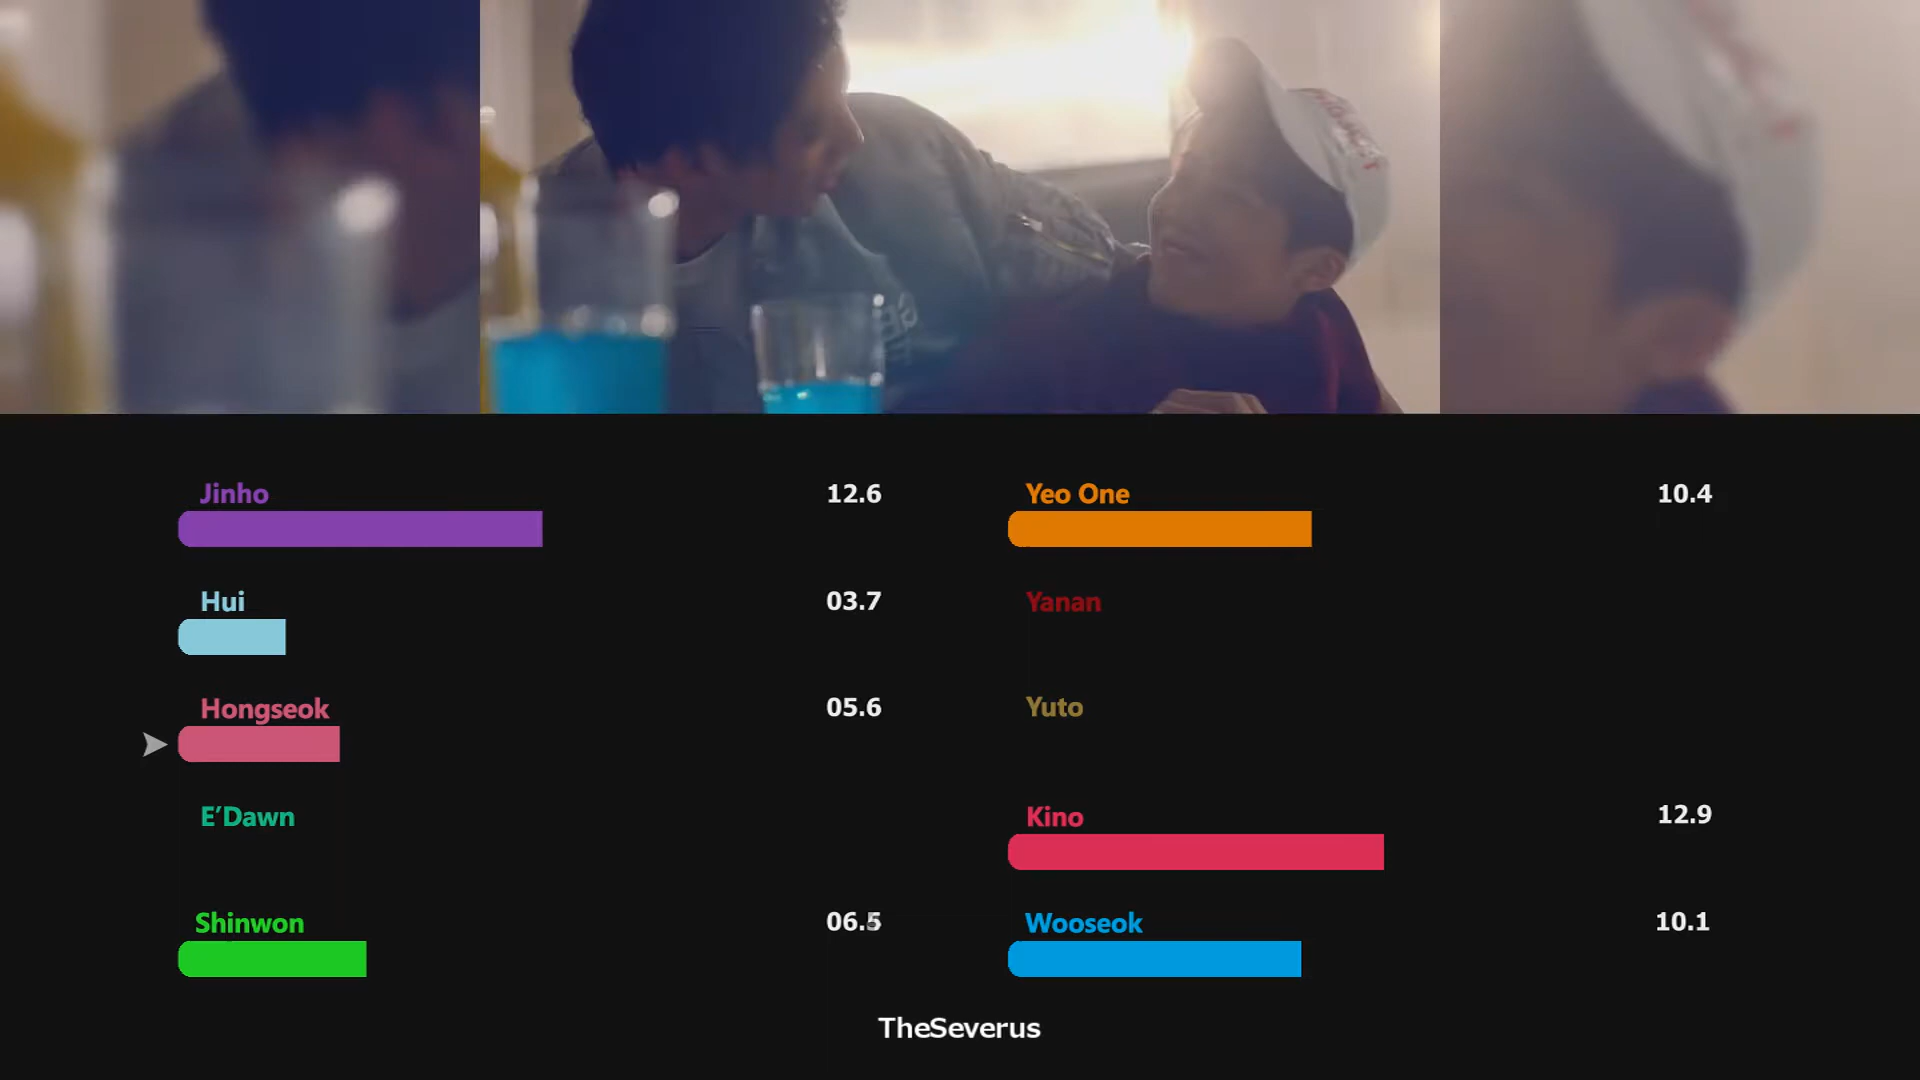 Jinho 12.6
Yeo One 10.4
Hui 03.7
Yanan
Hongseok 05.6
Yuto
E’Dawn
Kino 12.9
Shinwon 06.5
Wooseok 10.1
TheSeverus